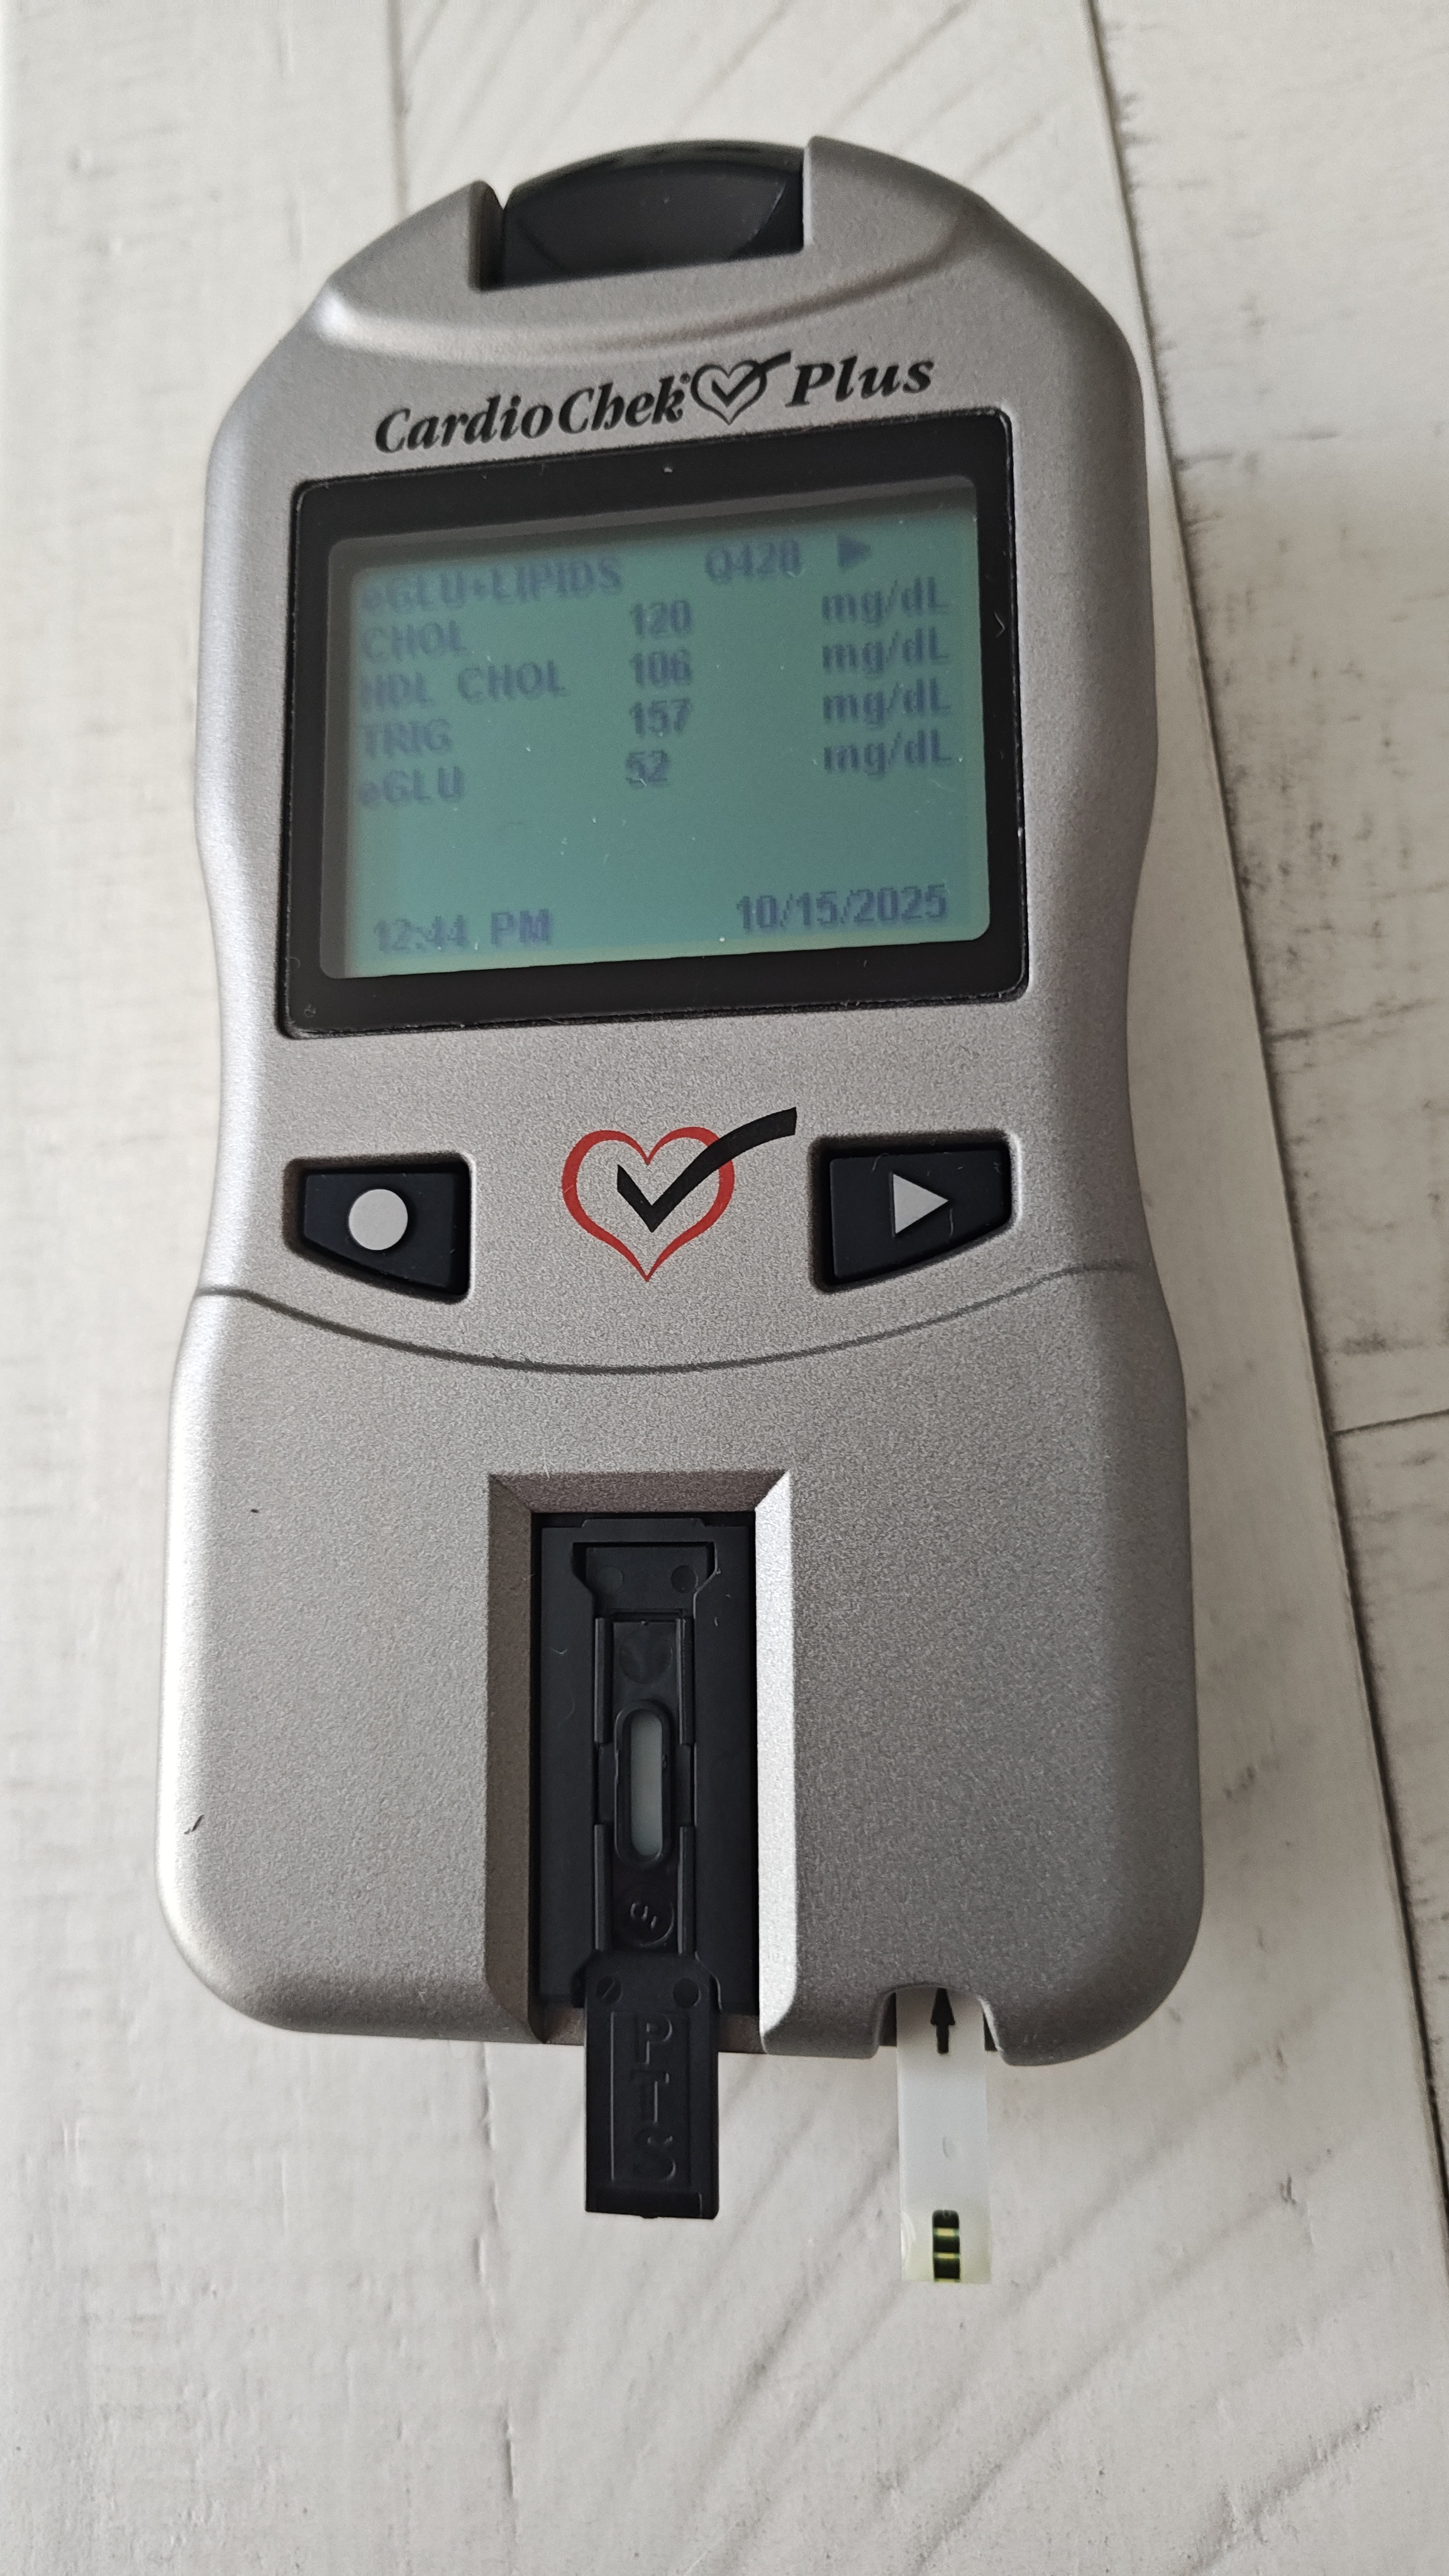 CardioChek® Plus
eGLU+LIPIDS Q428 ▶
CHOL 120 mg/dL
HDL CHOL 106 mg/dL
TRIG 157 mg/dL
eGLU 52 mg/dL
12:44 PM 10/15/2025
PTS